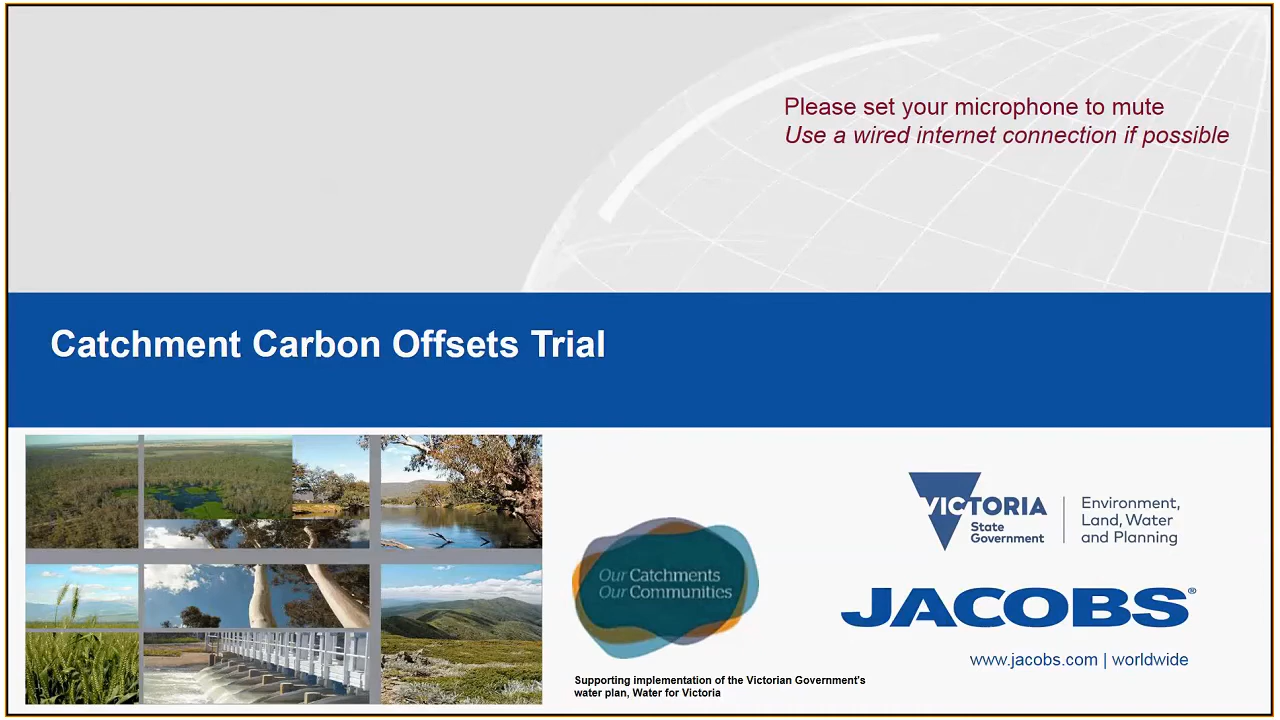 Please set your microphone to mute
Use a wired internet connection if possible
Catchment Carbon Offsets Trial
Our Catchments
Our Communities
Supporting implementation of the Victorian Government's
water plan, Water for Victoria
VICTORIA
State
Government
Environment,
Land, Water
and Planning
JACOBS®
www.jacobs.com | worldwide